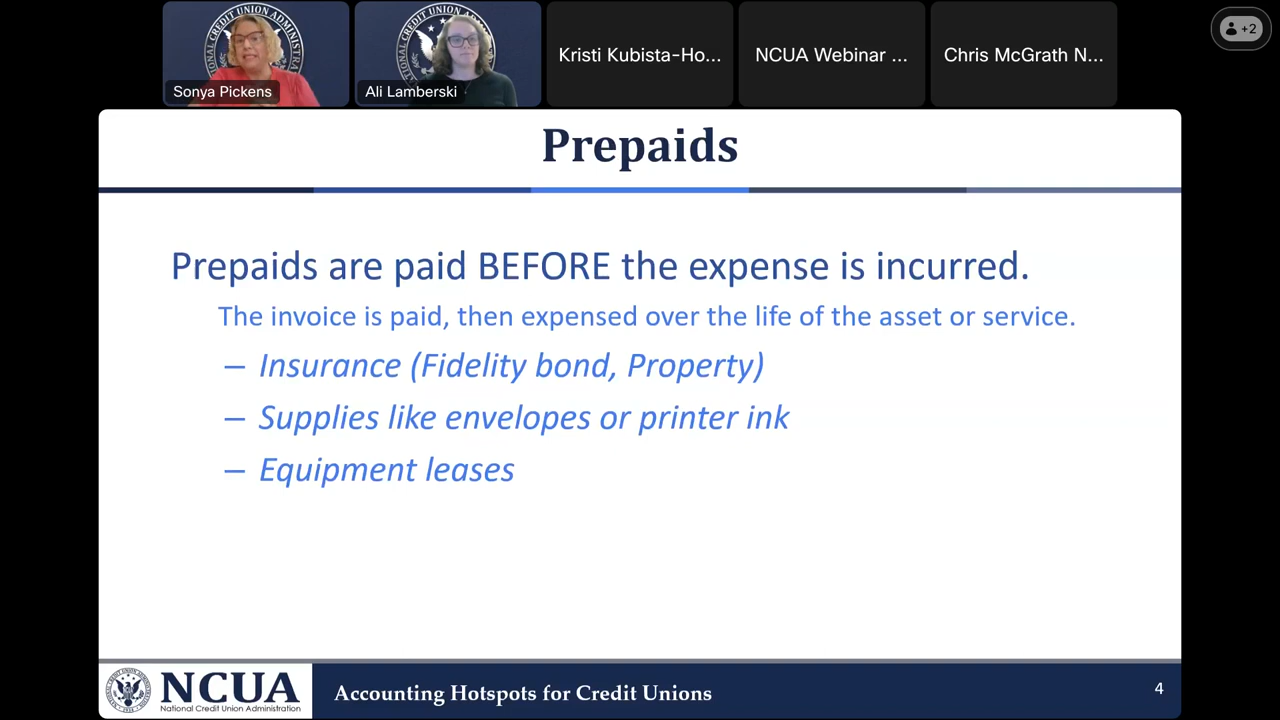 Sonya Pickens
Ali Lamberski
Kristi Kubista-Ho...
NCUA Webinar ...
Chris McGrath N...
+2
Prepaids
Prepaids are paid BEFORE the expense is incurred.
The invoice is paid, then expensed over the life of the asset or service.
– Insurance (Fidelity bond, Property)
– Supplies like envelopes or printer ink
– Equipment leases
NCUA
National Credit Union Administration
Accounting Hotspots for Credit Unions
4